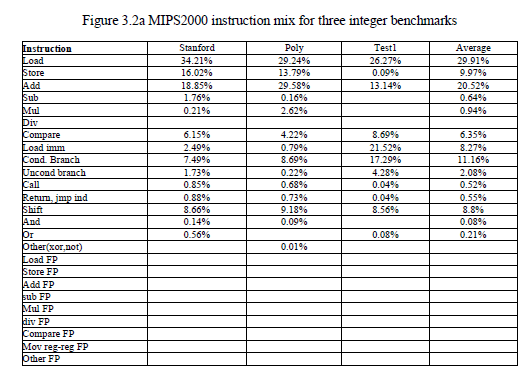 Figure 3.2a MIPS2000 instruction mix for three integer benchmarks
Instruction Stanford Poly Test1 Average
Load 34.21% 29.24% 26.27% 29.91%
Store 16.02% 13.79% 0.09% 9.97%
Add 18.85% 29.58% 13.14% 20.52%
Sub 1.76% 0.16% 0.64%
Mul 0.21% 2.62% 0.94%
Div
Compare 6.15% 4.22% 8.69% 6.35%
Load imm 2.49% 0.79% 21.52% 8.27%
Cond. Branch 7.49% 8.69% 17.29% 11.16%
Uncond branch 1.73% 0.22% 4.28% 2.08%
Call 0.85% 0.68% 0.04% 0.52%
Return, jmp ind 0.88% 0.73% 0.04% 0.55%
Shift 8.66% 9.18% 8.56% 8.8%
And 0.14% 0.09% 0.08%
Or 0.56% 0.08% 0.21%
Other(xor,not) 0.01%
Load FP
Store FP
Add FP
sub FP
Mul FP
div FP
Compare FP
Mov reg-reg FP
Other FP